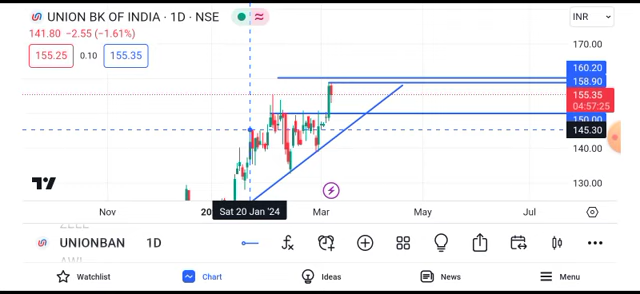 UNION BK OF INDIA · 1D · NSE
INR
141.80 −2.55 (−1.61%)
155.25 0.10 155.35
170.00
160.20
158.90
155.35
04:57:25
150.00
145.30
140.00
130.00
Nov
20
Sat 20 Jan '24
Mar
May
Jul
UNIONBAN 1D
Watchlist
Chart
Ideas
News
Menu